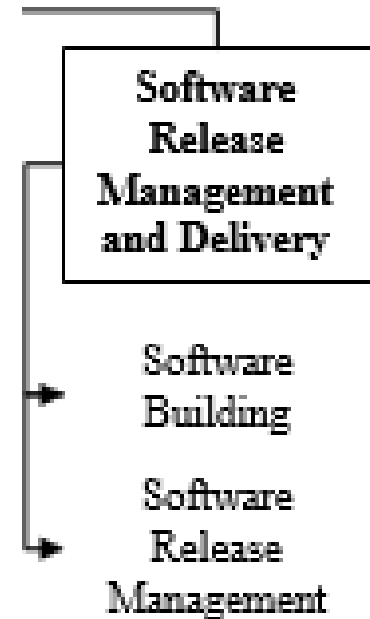 Software
Release
Management
and Delivery
Software
Building
Software
Release
Management